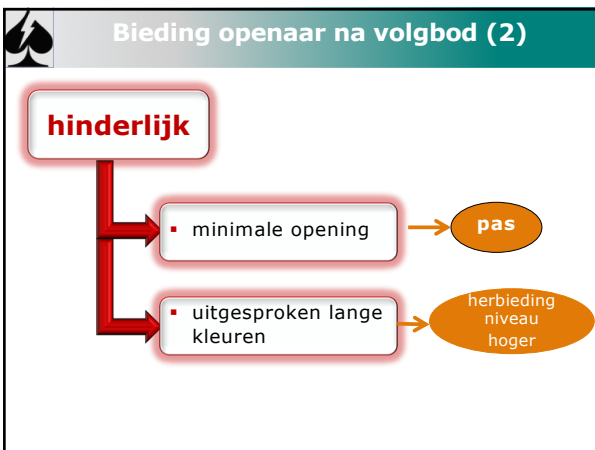 Bieding openaar na volgbod (2)
hinderlijk
▪ minimale opening
pas
▪ uitgesproken lange
kleuren
herbieding
niveau
hoger